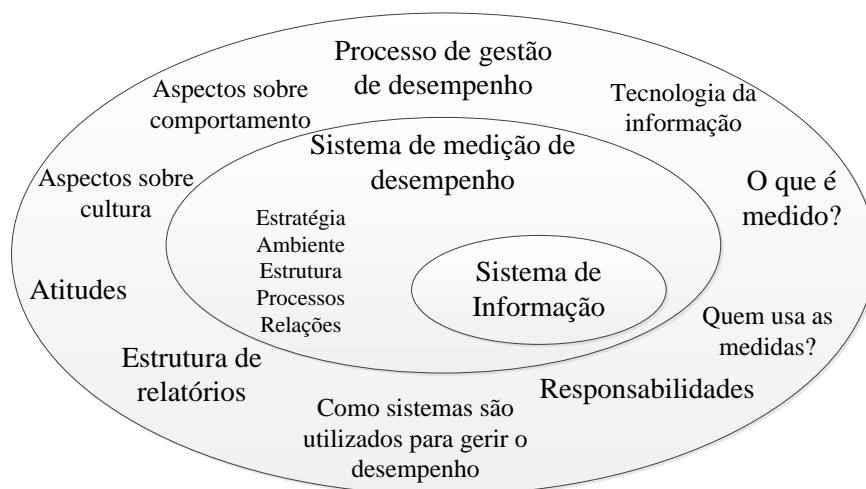 Processo de gestão
de desempenho
Aspectos sobre
comportamento
Tecnologia da
informação
Sistema de medição de
desempenho
Aspectos sobre
cultura
O que é
medido?
Estratégia
Ambiente
Estrutura
Processos
Relações
Sistema de
Informação
Atitudes
Quem usa as
medidas?
Estrutura de
relatórios
Responsabilidades
Como sistemas são
utilizados para gerir o
desempenho